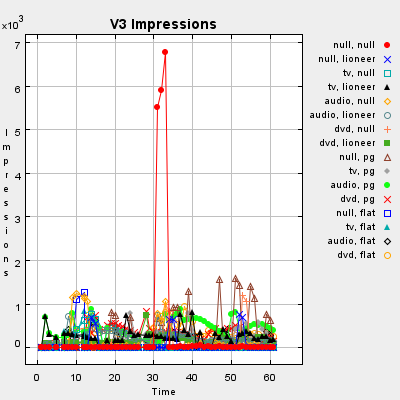 V3 Impressions
x10³
7
6
5
4
3
2
1
0
Impressions
0
10
20
30
40
50
60
Time
null, null
null, lioneer
tv, null
tv, lioneer
audio, null
audio, lioneer
dvd, null
dvd, lioneer
null, pg
tv, pg
audio, pg
dvd, pg
null, flat
tv, flat
audio, flat
dvd, flat